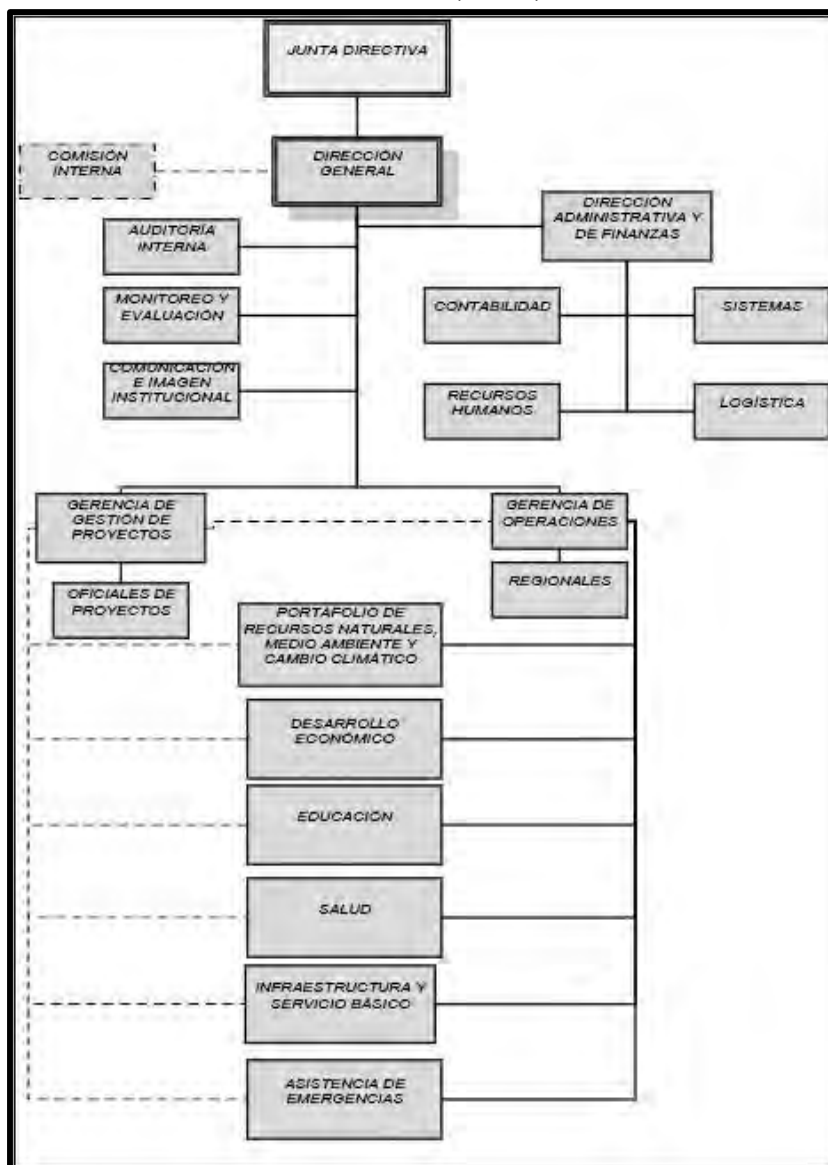 JUNTA DIRECTIVA
COMISIÓN
INTERNA
DIRECCIÓN
GENERAL
DIRECCIÓN
ADMINISTRATIVA Y
DE FINANZAS
AUDITORÍA
INTERNA
MONITOREO Y
EVALUACIÓN
CONTABILIDAD
SISTEMAS
COMUNICACIÓN
E IMAGEN
INSTITUCIONAL
RECURSOS
HUMANOS
LOGÍSTICA
GERENCIA DE
GESTIÓN DE
PROYECTOS
GERENCIA DE
OPERACIONES
OFICIALES DE
PROYECTOS
REGIONALES
PORTAFOLIO DE
RECURSOS NATURALES,
MEDIO AMBIENTE Y
CAMBIO CLIMÁTICO
DESARROLLO
ECONÓMICO
EDUCACIÓN
SALUD
INFRAESTRUCTURA Y
SERVICIO BÁSICO
ASISTENCIA DE
EMERGENCIAS